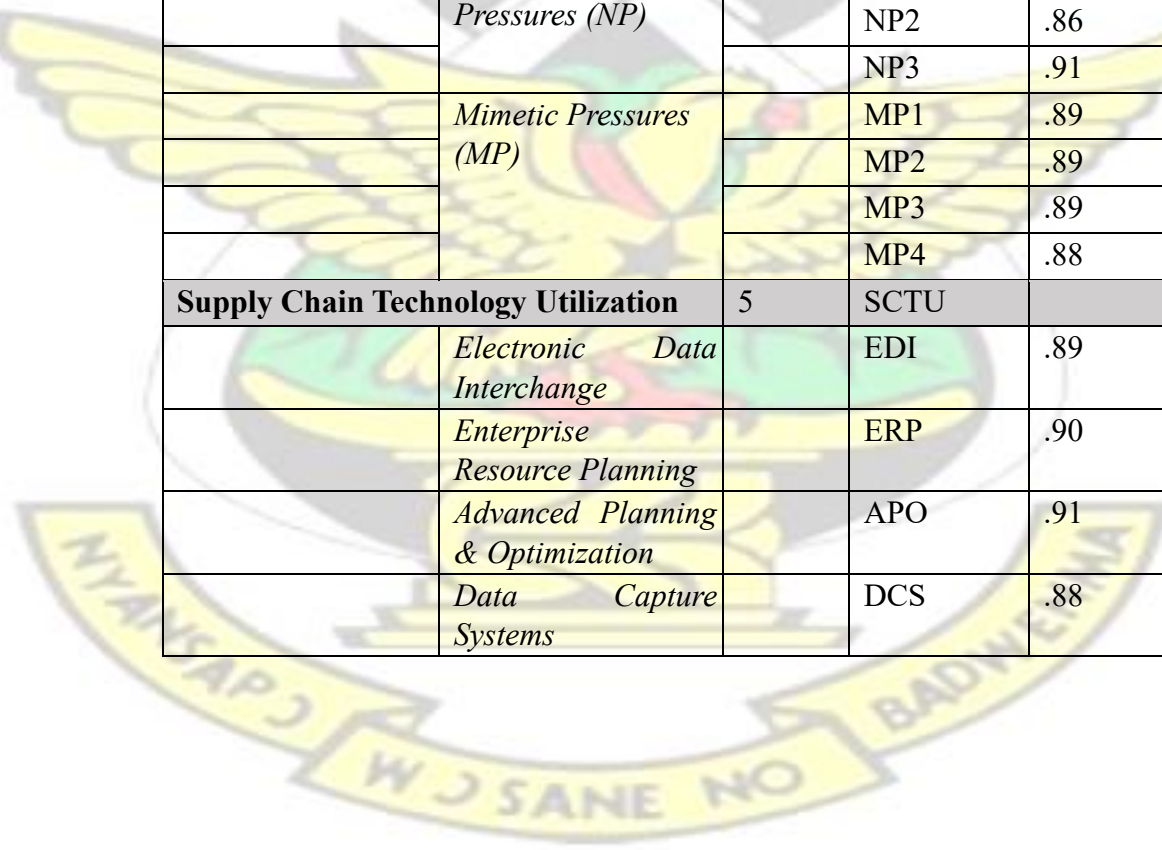 Pressures (NP) NP2 .86
NP3 .91
Mimetic Pressures MP1 .89
(MP) MP2 .89
MP3 .89
MP4 .88
Supply Chain Technology Utilization 5 SCTU
Electronic Data EDI .89
Interchange
Enterprise ERP .90
Resource Planning
Advanced Planning APO .91
& Optimization
Data Capture DCS .88
Systems
NYANSAPƆ BADWENMA
W Ɔ SANE NO